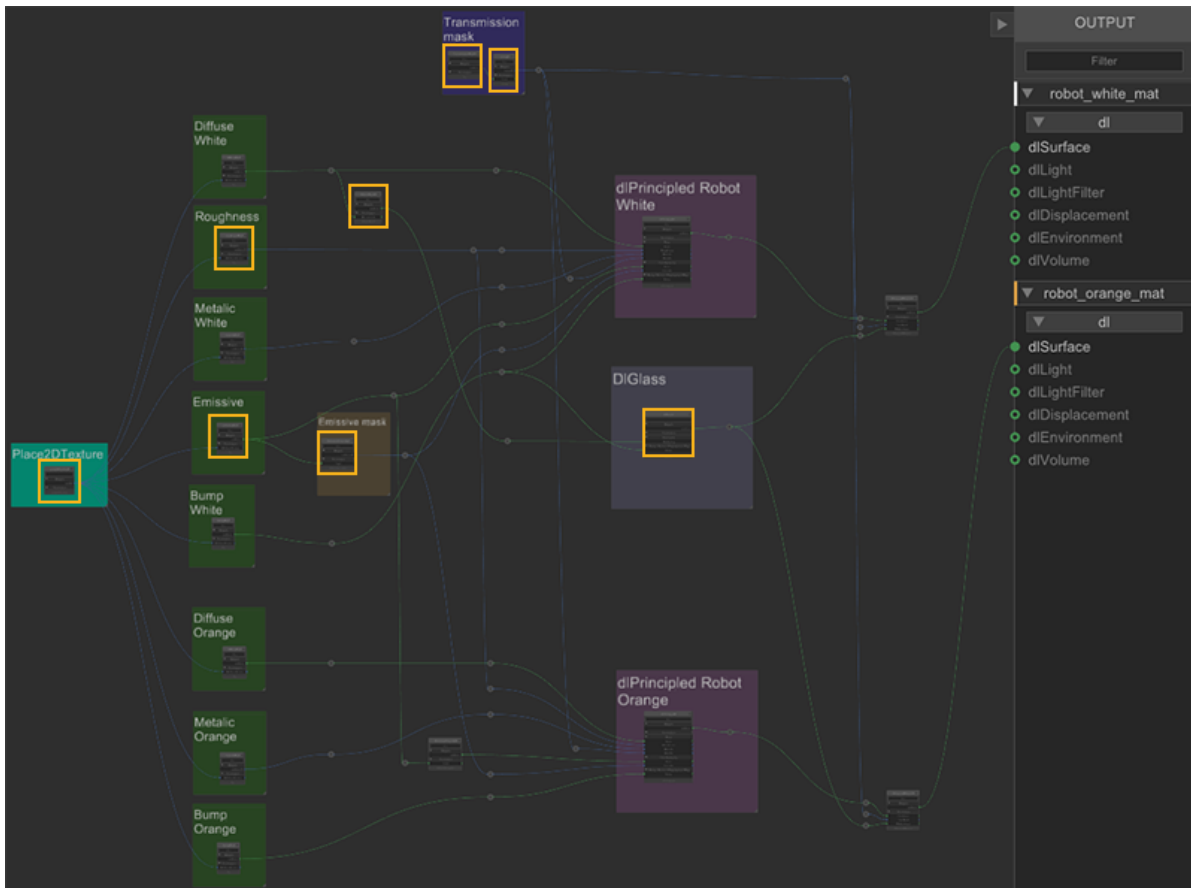 Transmission
mask
Diffuse
White
Roughness
Metalic
White
Emissive
Emissive mask
Place2DTexture
Bump
White
Diffuse
Orange
Metalic
Orange
Bump
Orange
dlPrincipled Robot
White
DlGlass
dlPrincipled Robot
Orange
OUTPUT
Filter
robot_white_mat
dl
dlSurface
dlLight
dlLightFilter
dlDisplacement
dlEnvironment
dlVolume
robot_orange_mat
dl
dlSurface
dlLight
dlLightFilter
dlDisplacement
dlEnvironment
dlVolume